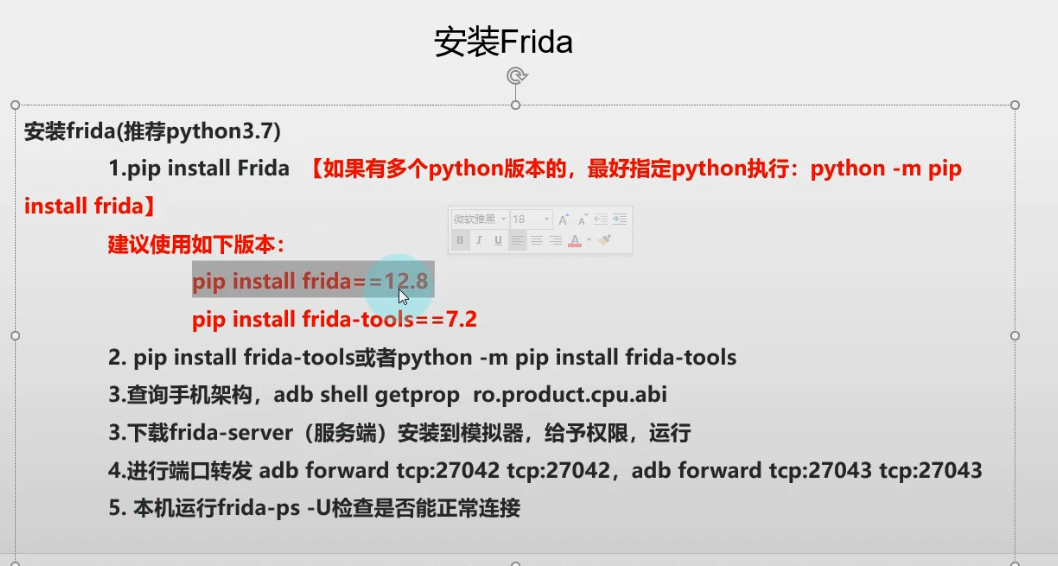 安装Frida
安装frida(推荐python3.7)
1.pip install Frida 【如果有多个python版本的，最好指定python执行：python -m pip
install frida】
建议使用如下版本：
微软雅黑 18
B I U A
pip install frida==12.8
pip install frida-tools==7.2
2. pip install frida-tools或者python -m pip install frida-tools
3.查询手机架构，adb shell getprop ro.product.cpu.abi
3.下载frida-server（服务端）安装到模拟器，给予权限，运行
4.进行端口转发 adb forward tcp:27042 tcp:27042，adb forward tcp:27043 tcp:27043
5. 本机运行frida-ps -U检查是否能正常连接